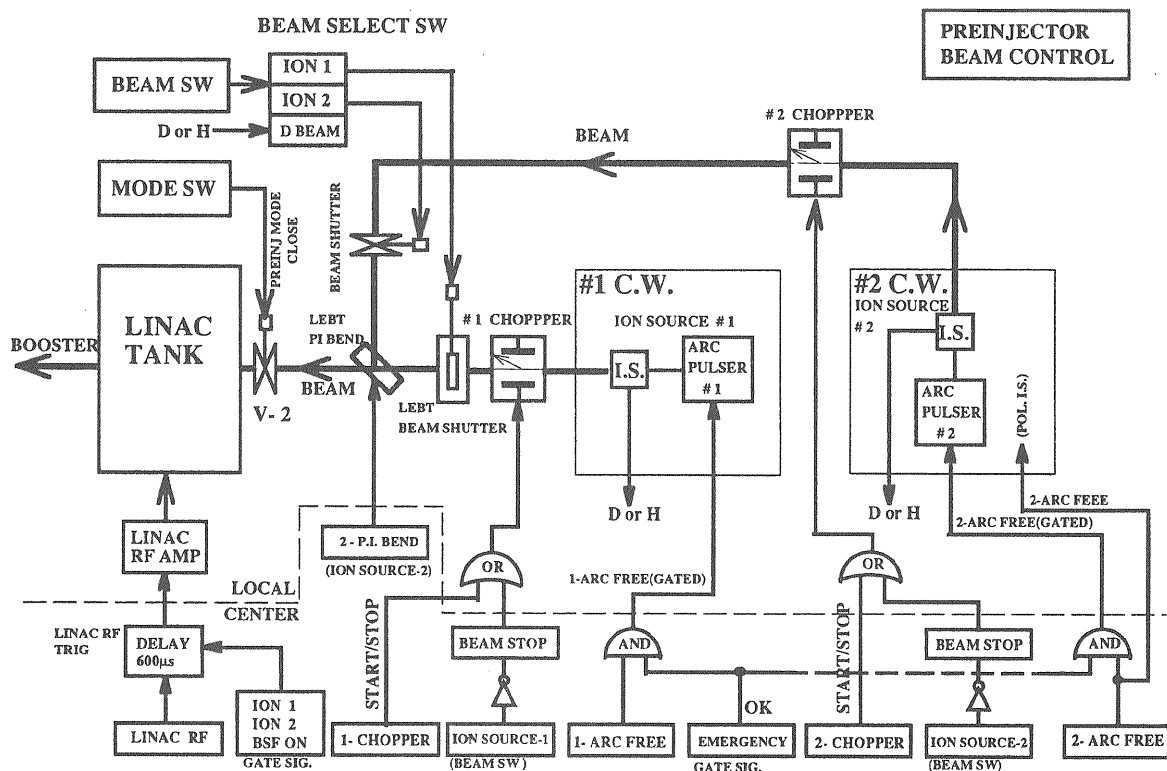 BEAM SELECT SW
PREINJECTOR
BEAM CONTROL
BEAM SW
ION 1
ION 2
D or H
D BEAM
# 2 CHOPPPER
BEAM
MODE SW
PREINJ MODE
CLOSE
BEAM SHUTTER
#1 C.W.
#2 C.W.
ION SOURCE
# 2
I.S.
LINAC
TANK
BOOSTER
LEBT
PI BEND
# 1 CHOPPPER
ION SOURCE # 1
I.S.
ARC
PULSER
# 1
BEAM
V- 2
LEBT
BEAM SHUTTER
ARC
PULSER
# 2
(POL. I.S.)
D or H
D or H
2-ARC FEEE
2-ARC FREE(GATED)
LINAC
RF AMP
2 - P.I. BEND
(ION SOURCE-2)
OR
1-ARC FREE(GATED)
OR
LOCAL
CENTER
LINAC RF
TRIG
DELAY
600µs
START/STOP
BEAM STOP
AND
START/STOP
BEAM STOP
AND
ION 1
ION 2
BSF ON
GATE SIG.
OK
LINAC RF
1- CHOPPER
ION SOURCE-1
(BEAM SW)
1- ARC FREE
EMERGENCY
GATE SIG.
2- CHOPPER
ION SOURCE-2
(BEAM SW)
2- ARC FREE